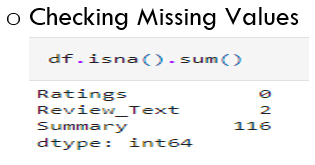 ○ Checking Missing Values
df.isna().sum()
Ratings 0
Review_Text 2
Summary 116
dtype: int64